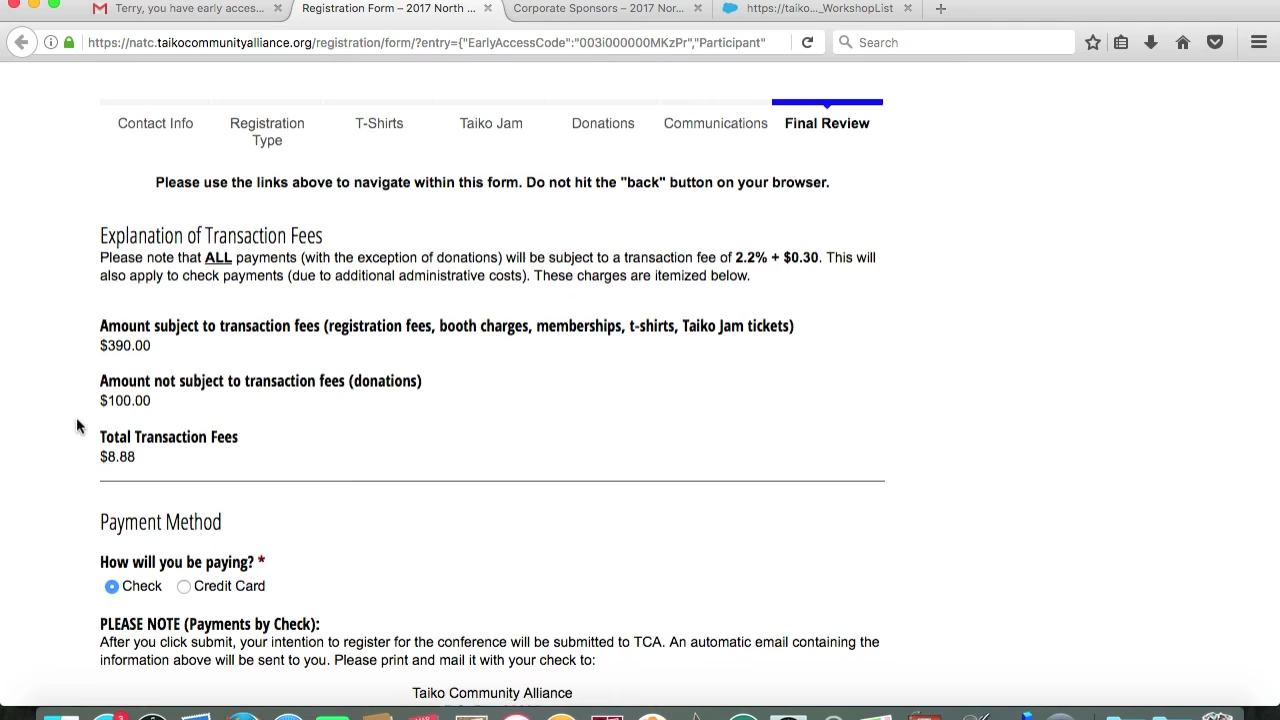 Terry, you have early acces...
Registration Form – 2017 North ...
Corporate Sponsors – 2017 Nor...
https://taiko..._WorkshopList
https://natc.taikocommunityalliance.org/registration/form/?entry={"EarlyAccessCode":"003i000000MKzPr","Participant"
Search
Contact Info
Registration Type
T-Shirts
Taiko Jam
Donations
Communications
Final Review
Please use the links above to navigate within this form. Do not hit the "back" button on your browser.
Explanation of Transaction Fees
Please note that ALL payments (with the exception of donations) will be subject to a transaction fee of 2.2% + $0.30. This will
also apply to check payments (due to additional administrative costs). These charges are itemized below.
Amount subject to transaction fees (registration fees, booth charges, memberships, t-shirts, Taiko Jam tickets)
$390.00
Amount not subject to transaction fees (donations)
$100.00
Total Transaction Fees
$8.88
Payment Method
How will you be paying? *
Check
Credit Card
PLEASE NOTE (Payments by Check):
After you click submit, your intention to register for the conference will be submitted to TCA. An automatic email containing the
information above will be sent to you. Please print and mail it with your check to:
Taiko Community Alliance